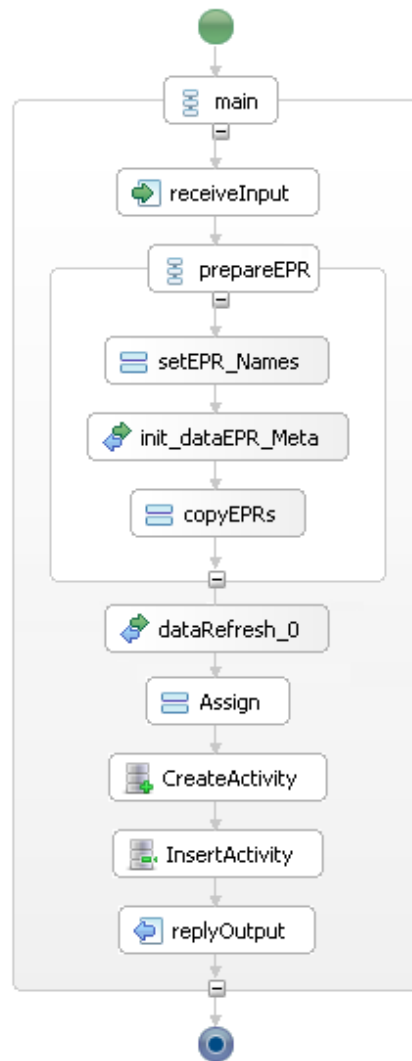 main
receiveInput
prepareEPR
setEPR_Names
init_dataEPR_Meta
copyEPRs
dataRefresh_0
Assign
CreateActivity
InsertActivity
replyOutput